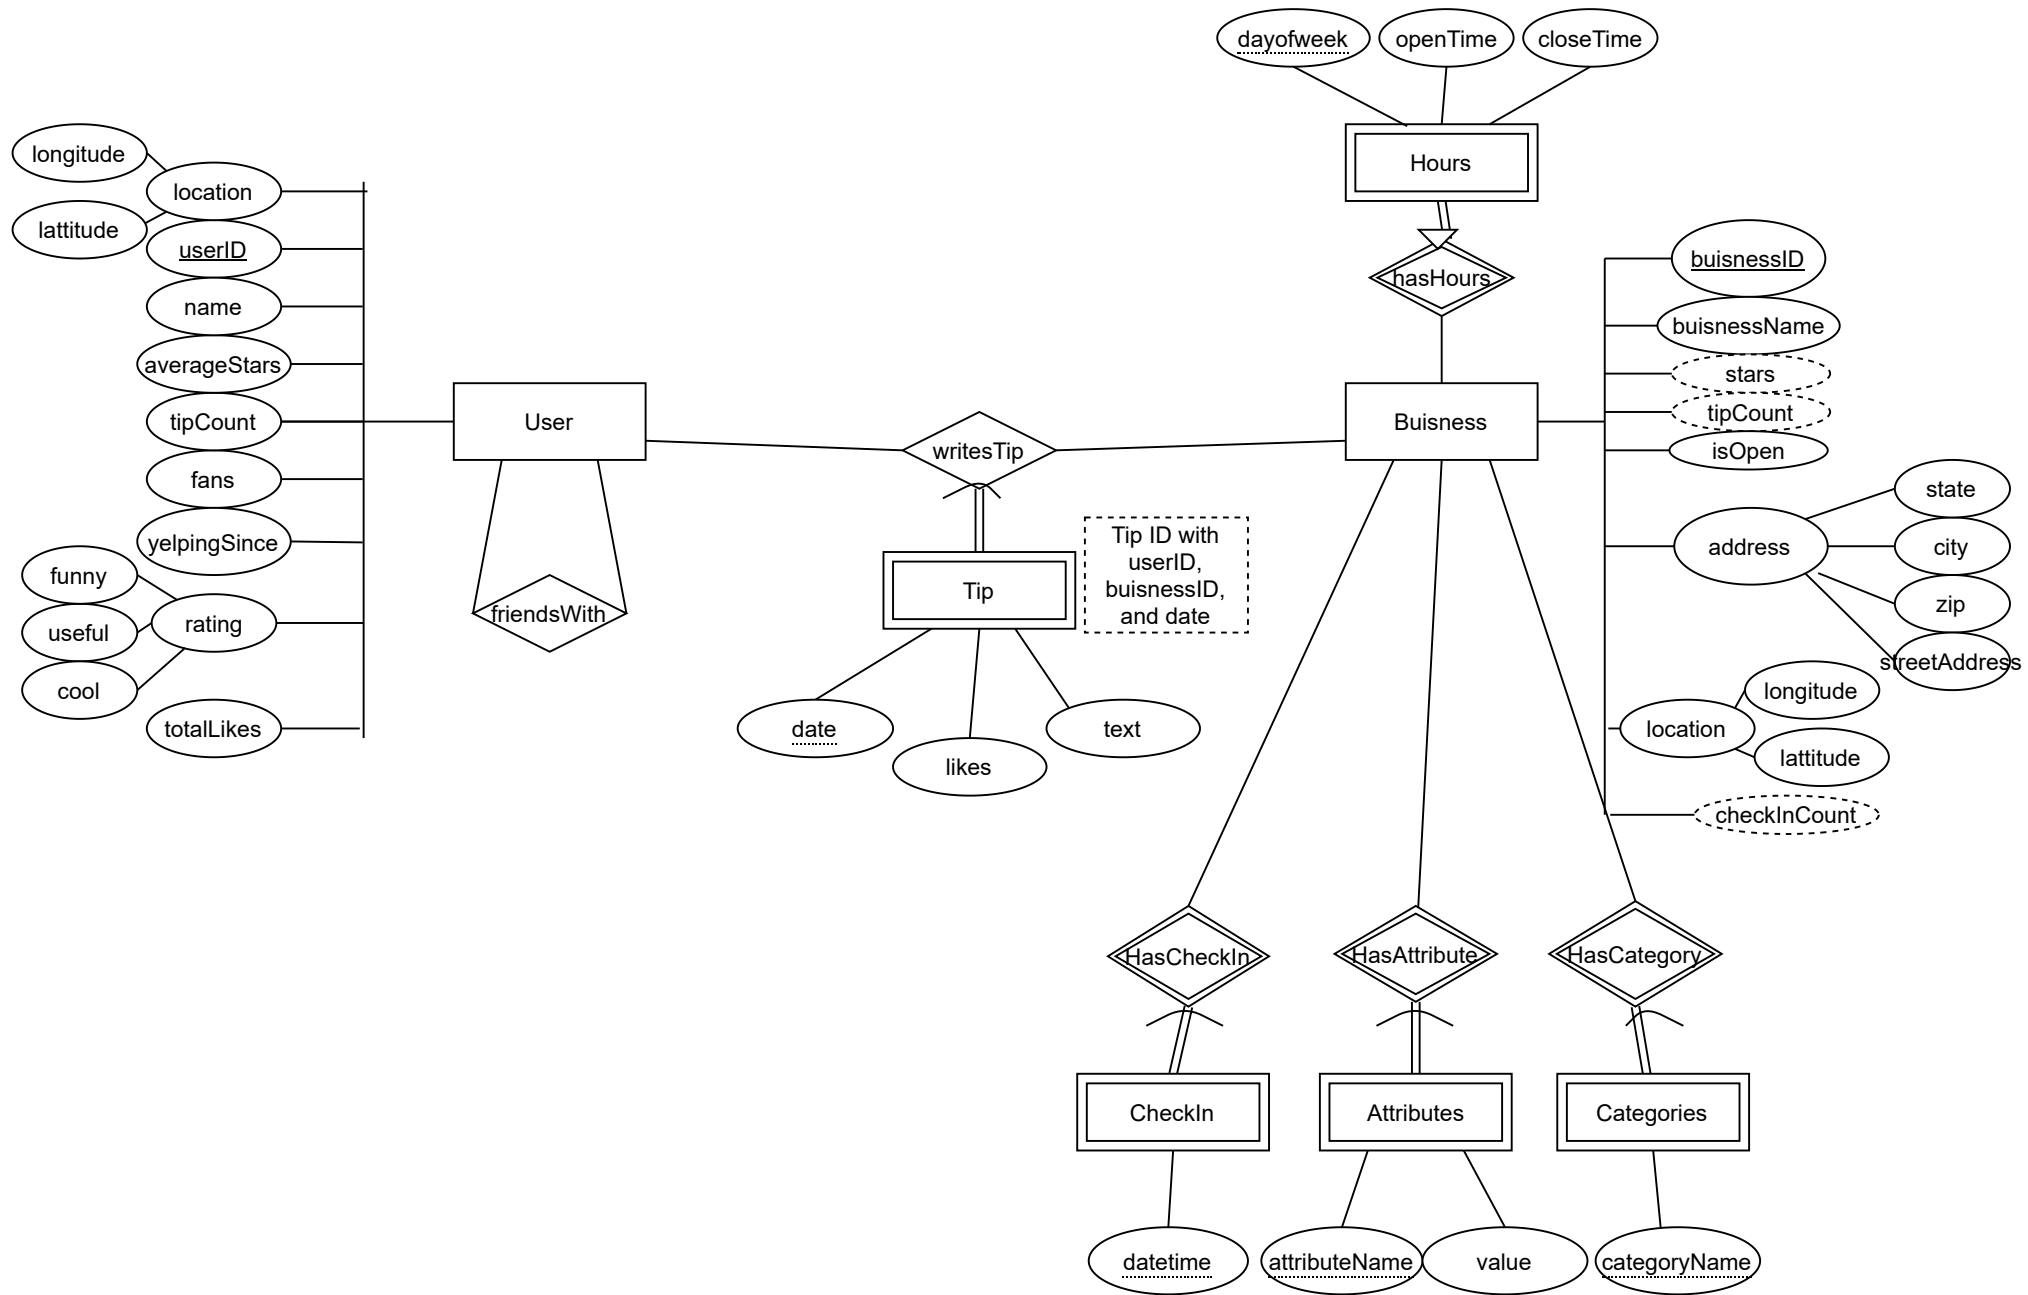 dayofweek
openTime
closeTime
Hours
hasHours
longitude
location
lattitude
userID
name
averageStars
tipCount
fans
yelpingSince
funny
useful
rating
cool
totalLikes
User
friendsWith
writesTip
Tip
Tip ID with
userID,
buisnessID,
and date
date
likes
text
Buisness
buisnessID
buisnessName
stars
tipCount
isOpen
address
state
city
zip
streetAddress
location
longitude
lattitude
checkInCount
HasCheckIn
HasAttribute
HasCategory
CheckIn
Attributes
Categories
datetime
attributeName
value
categoryName